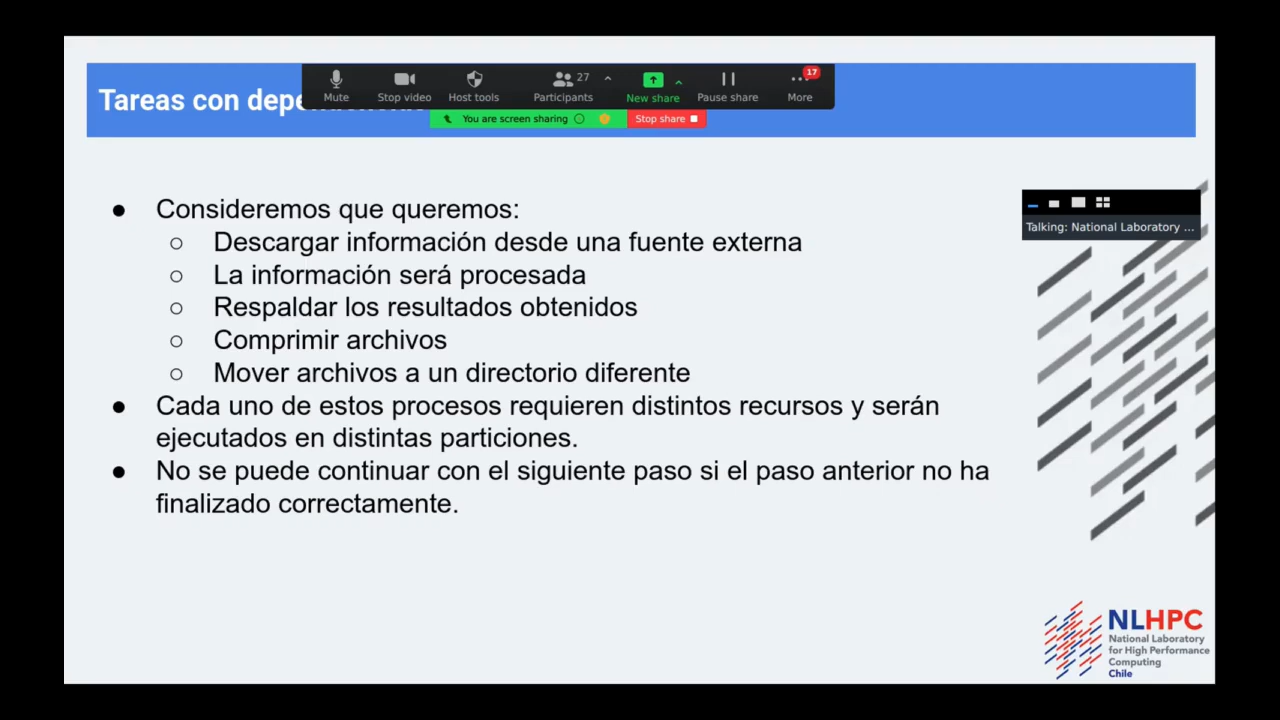 Tareas con
Mute
Stop video
Host tools
27
Participants
New share
Pause share
17
More
You are screen sharing
Stop share
Talking: National Laboratory ...
● Consideremos que queremos:
○ Descargar información desde una fuente externa
○ La información será procesada
○ Respaldar los resultados obtenidos
○ Comprimir archivos
○ Mover archivos a un directorio diferente
● Cada uno de estos procesos requieren distintos recursos y serán
ejecutados en distintas particiones.
● No se puede continuar con el siguiente paso si el paso anterior no ha
finalizado correctamente.
NLHPC
National Laboratory
for High Performance
Computing
Chile